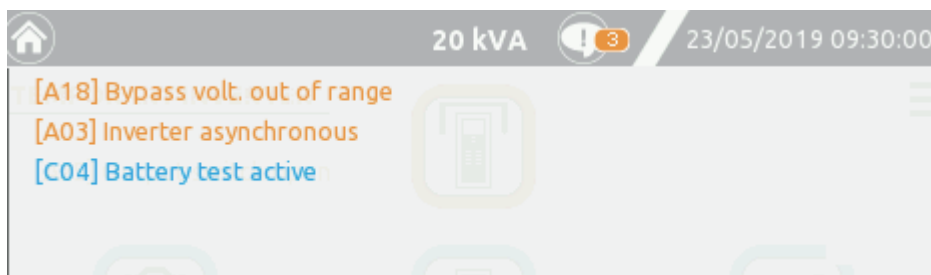 20 kVA 3 23/05/2019 09:30:00
[A18] Bypass volt. out of range
[A03] Inverter asynchronous
[C04] Battery test active